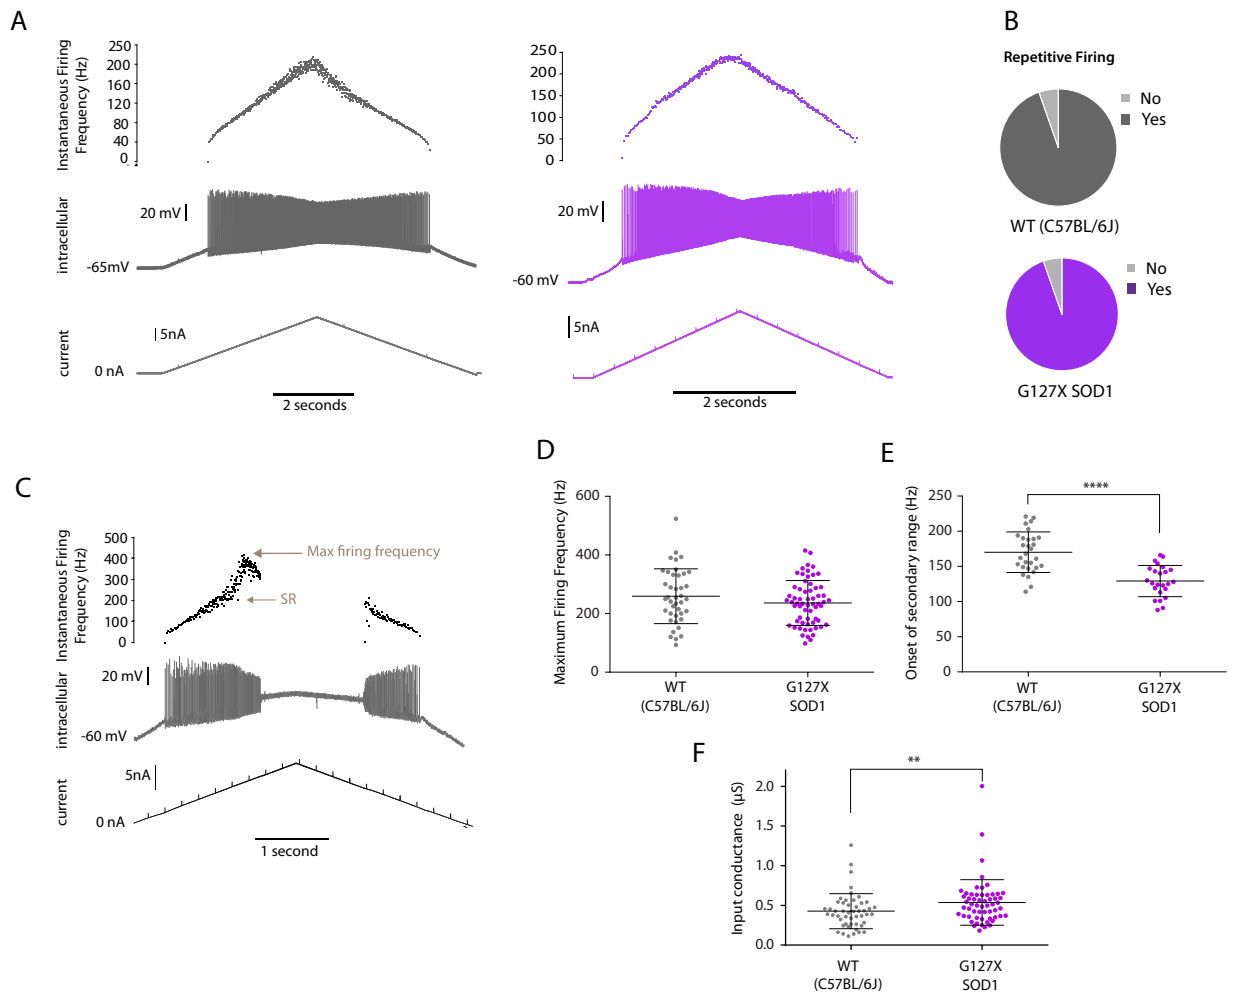 A
Instantaneous Firing
Frequency (Hz)
250
200
160
120
80
40
0
intracellular
20 mV
-65mV
current
5nA
0 nA
2 seconds
250
200
150
100
50
0
20 mV
-60 mV
5nA
2 seconds
B
Repetitive Firing
No
Yes
WT (C57BL/6J)
No
Yes
G127X SOD1
C
Instantaneous Firing
Frequency (Hz)
500
400
300
200
100
0
Max firing frequency
SR
intracellular
20 mV
-60 mV
current
5nA
0 nA
1 second
D
Maximum Firing Frequency (Hz)
600
400
200
0
WT
(C57BL/6J)
G127X
SOD1
E
Onset of secondary range (Hz)
250
200
150
100
50
0
****
WT
(C57BL/6J)
G127X
SOD1
F
Input conductance (µS)
2.0
1.5
1.0
0.5
0.0
**
WT
(C57BL/6J)
G127X
SOD1